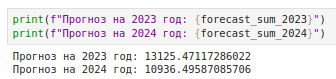 print(f"Прогноз на 2023 год: {forecast_sum_2023}")
print(f"Прогноз на 2024 год: {forecast_sum_2024}")
Прогноз на 2023 год: 13125.47117286022
Прогноз на 2024 год: 10936.49587085706